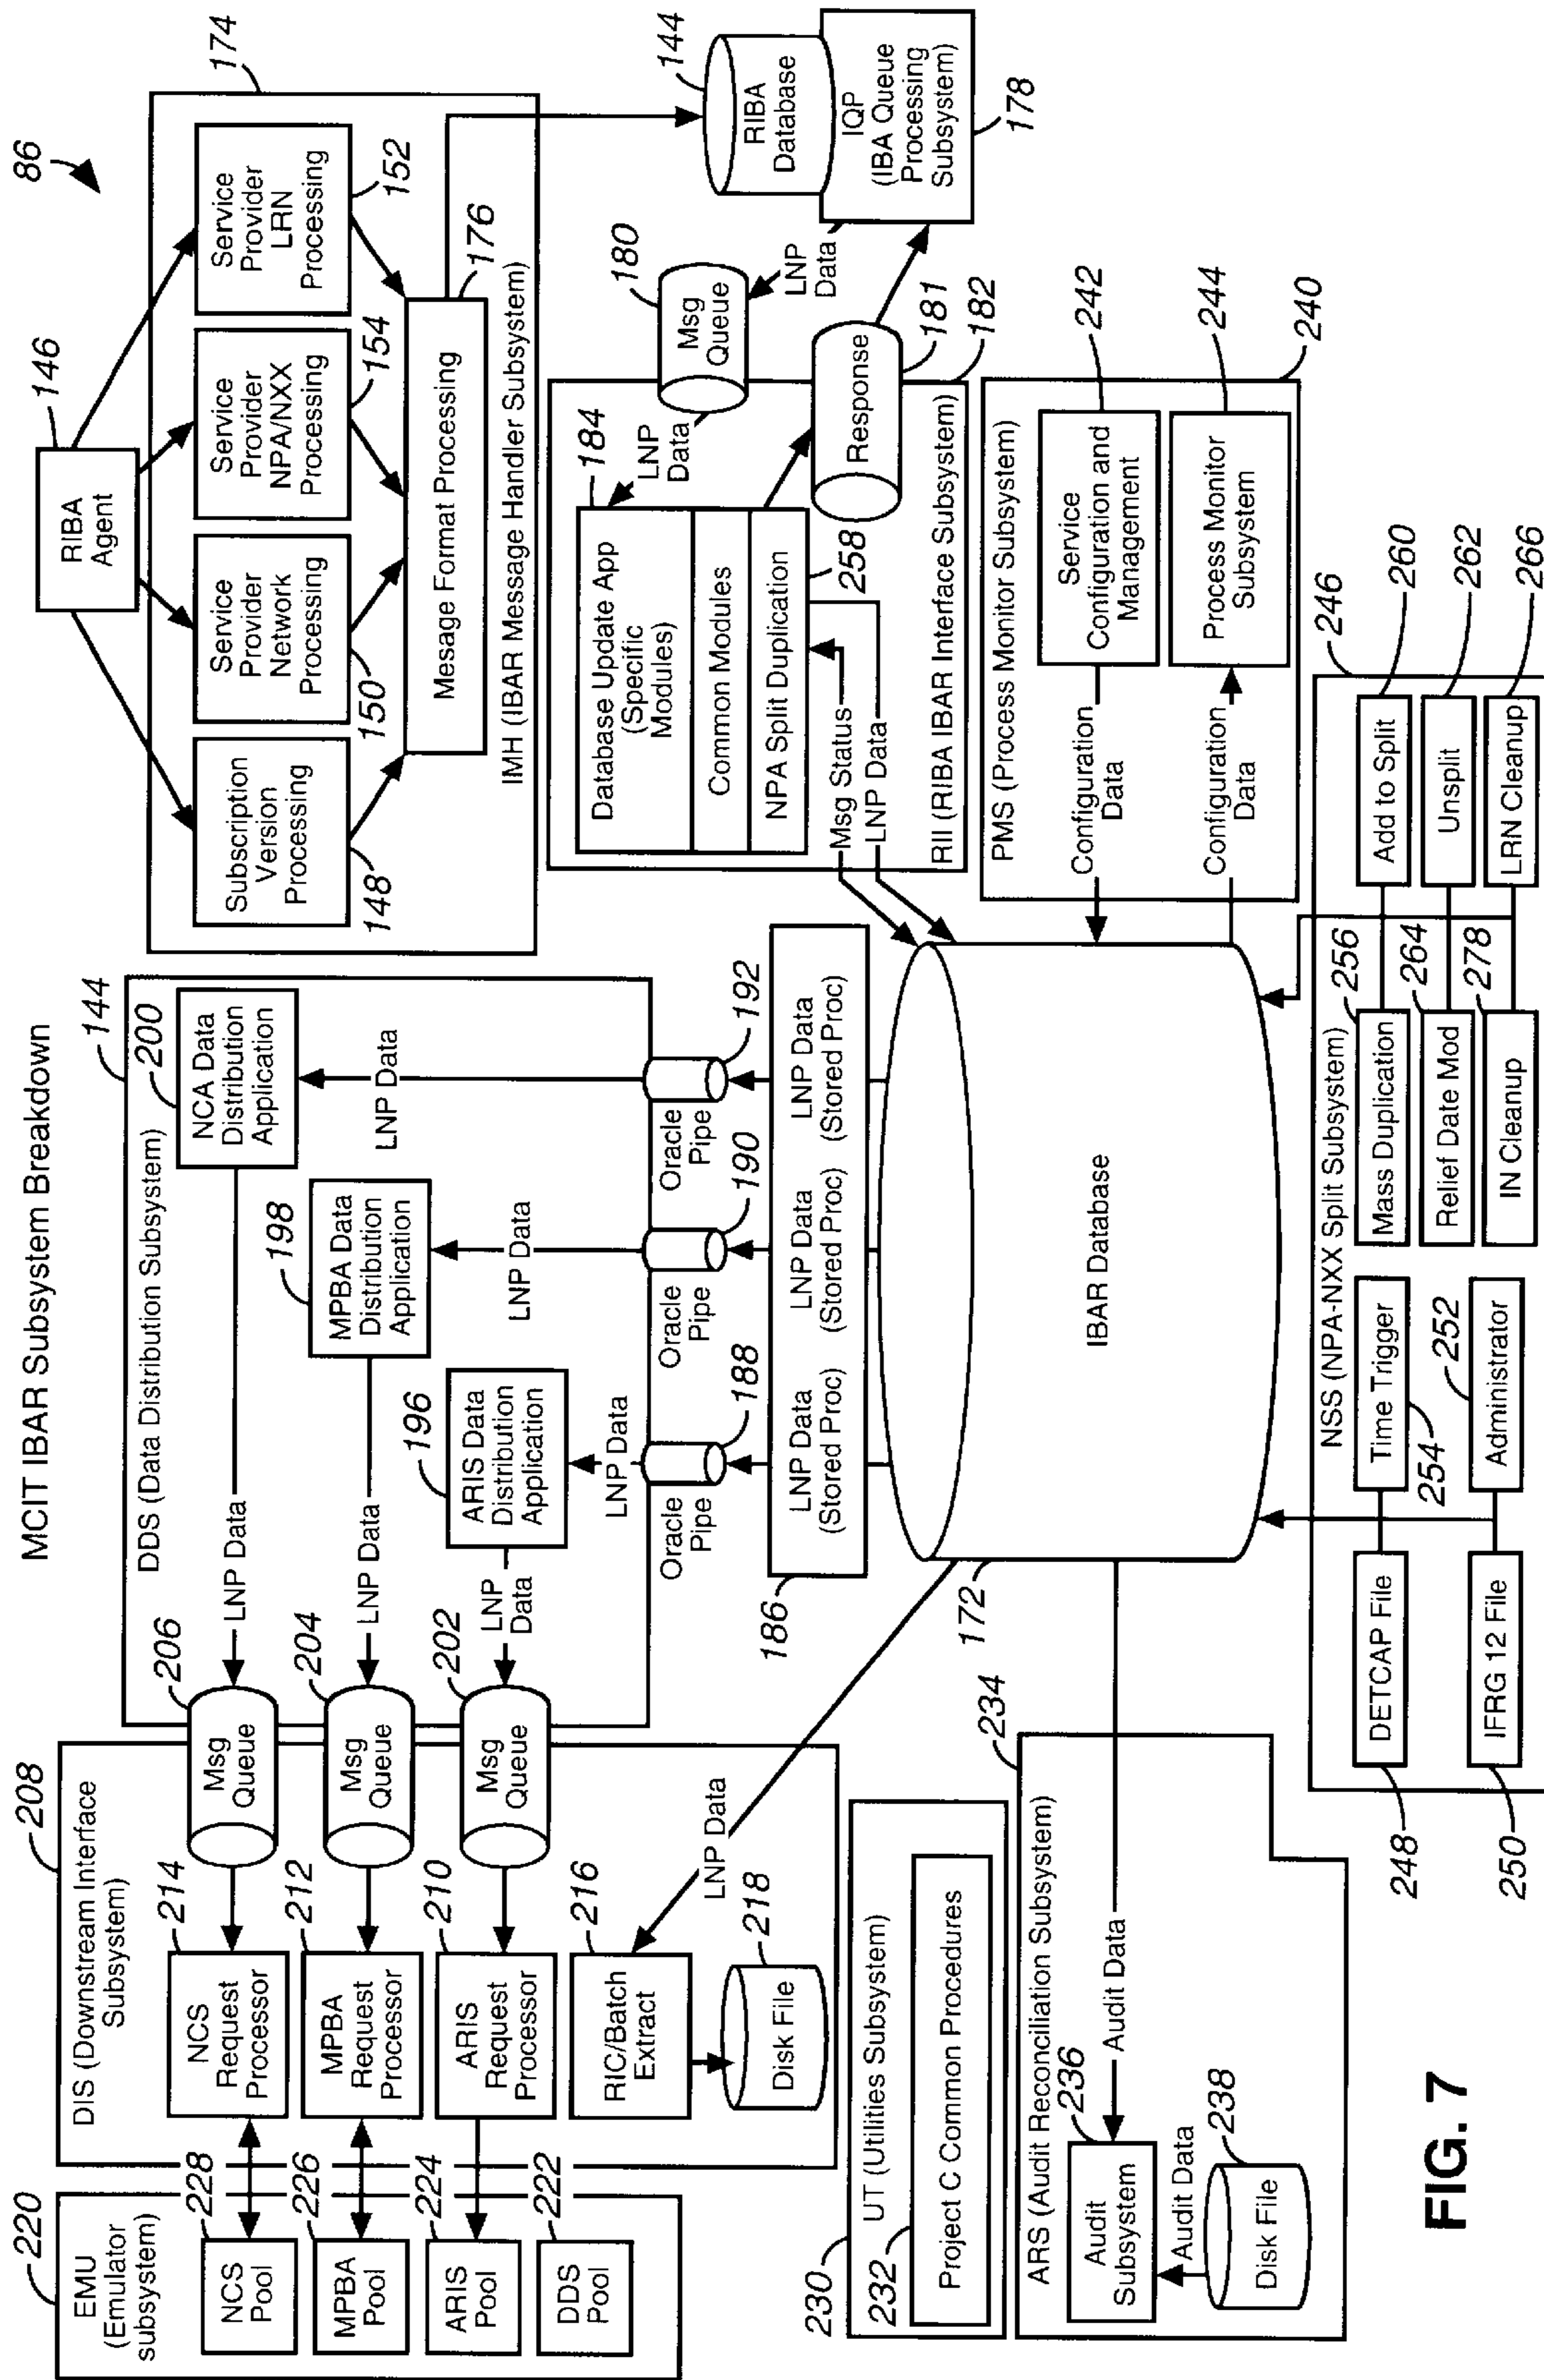 MCIT IBAR Subsystem Breakdown
86
220
EMU
(Emulator
subsystem)
228
NCS
Pool
226
MPBA
Pool
224
ARIS
Pool
222
DDS
Pool
208
DIS (Downstream Interface
Subsystem)
214
NCS
Request
Processor
212
MPBA
Request
Processor
210
ARIS
Request
Processor
216
RIC/Batch
Extract
218
Disk File
206
Msg
Queue
204
Msg
Queue
202
Msg
Queue
LNP Data
LNP Data
LNP
Data
144
DDS (Data Distribution Subsystem)
200
NCA Data
Distribution
Application
198
MPBA Data
Distribution
Application
196
ARIS Data
Distribution
Application
LNP Data
LNP Data
LNP Data
Oracle
Pipe
188
Oracle
Pipe
190
Oracle
Pipe
192
186
LNP Data
(Stored Proc)
LNP Data
(Stored Proc)
LNP Data
(Stored Proc)
IBAR Database
172
LNP Data
146
RIBA
Agent
174
Subscription
Version
Processing
148
Service
Provider
Network
Processing
150
Service
Provider
NPA/NXX
Processing
154
Service
Provider
LRN
Processing
152
Mesage Format Processing
176
IMH (IBAR Message Handler Subsystem)
144
RIBA
Database
IQP
(IBA Queue
Processing
Subsystem)
178
180
Msg
Queue
LNP
Data
LNP
Data
184
Database Update App
(Specific
Modules)
Common Modules
NPA Split Duplication
258
Response
181
182
RII (RIBA IBAR Interface Subsystem)
Msg Status
LNP Data
PMS (Process Monitor Subsystem)
Service
Configuration and
Management
242
Process Monitor
Subsystem
244
240
Configuration
Data
Configuration
Data
230
UT (Utilities Subsystem)
232
Project C Common Procedures
234
ARS (Audit Reconciliation Subsystem)
236
Audit
Subsystem
Audit Data
Audit Data
238
Disk File
246
NSS (NPA-NXX Split Subsystem)
DETCAP File
248
IFRG 12 File
250
Time Trigger
254
Administrator
252
256
Mass Duplication
264
Relief Date Mod
278
IN Cleanup
Add to Split
260
Unsplit
262
LRN Cleanup
266
FIG. 7